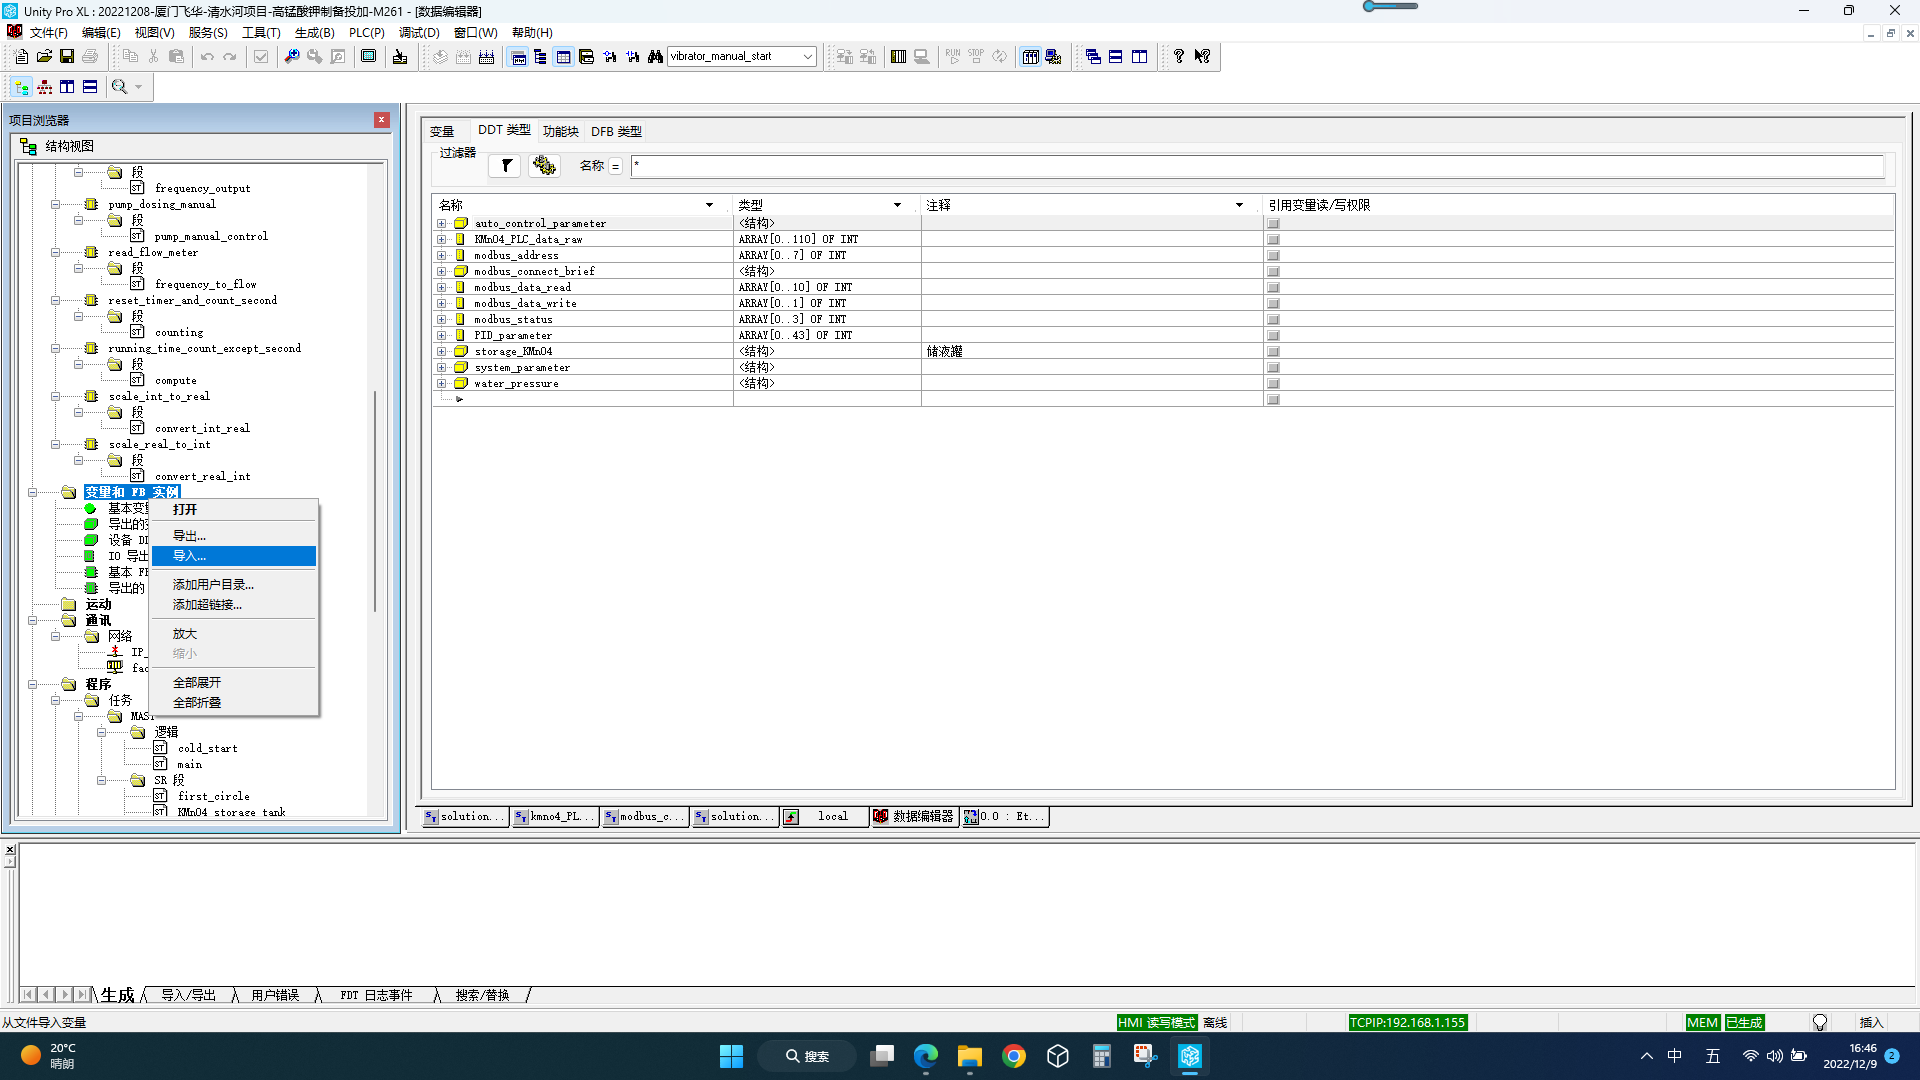 Unity Pro XL : 20221208-厦门飞华-清水河项目-高锰酸钾制备投加-M261 - [数据编辑器]
文件(F) 编辑(E) 视图(V) 服务(S) 工具(T) 生成(B) PLC(P) 调试(D) 窗口(W) 帮助(H)
vibrator_manual_start
RUN STOP
项目浏览器
结构视图
段
frequency_output
pump_dosing_manual
段
pump_manual_control
read_flow_meter
段
frequency_to_flow
reset_timer_and_count_second
段
counting
running_time_count_except_second
段
compute
scale_int_to_real
段
convert_int_real
scale_real_to_int
段
convert_real_int
变量和 FB 实例
基本变
导出的
设备 D
IO 导出
基本 F
导出的
运动
通讯
网络
IP_
fac
程序
任务
MAST
逻辑
cold_start
main
SR 段
first_circle
KMnO4_storage_tank
打开
导出...
导入...
添加用户目录...
添加超链接...
放大
缩小
全部展开
全部折叠
变量 DDT 类型 功能块 DFB 类型
过滤器 名称 = *
名称 类型 注释 引用变量读/写权限
auto_control_parameter <结构>
KMnO4_PLC_data_raw ARRAY[0..110] OF INT
modbus_address ARRAY[0..7] OF INT
modbus_connect_brief <结构>
modbus_data_read ARRAY[0..10] OF INT
modbus_data_write ARRAY[0..1] OF INT
modbus_status ARRAY[0..3] OF INT
PID_parameter ARRAY[0..43] OF INT
storage_KMnO4 <结构> 储液罐
system_parameter <结构>
water_pressure <结构>
solution... kmno4_PL... modbus_c... solution... local 数据编辑器 0.0 : Et...
生成 导入/导出 用户错误 FDT 日志事件 搜索/替换
从文件导入变量 HMI 读写模式 离线 TCPIP:192.168.1.155 MEM 已生成 插入
20°C
晴朗
搜索
中 五
16:46
2022/12/9
2